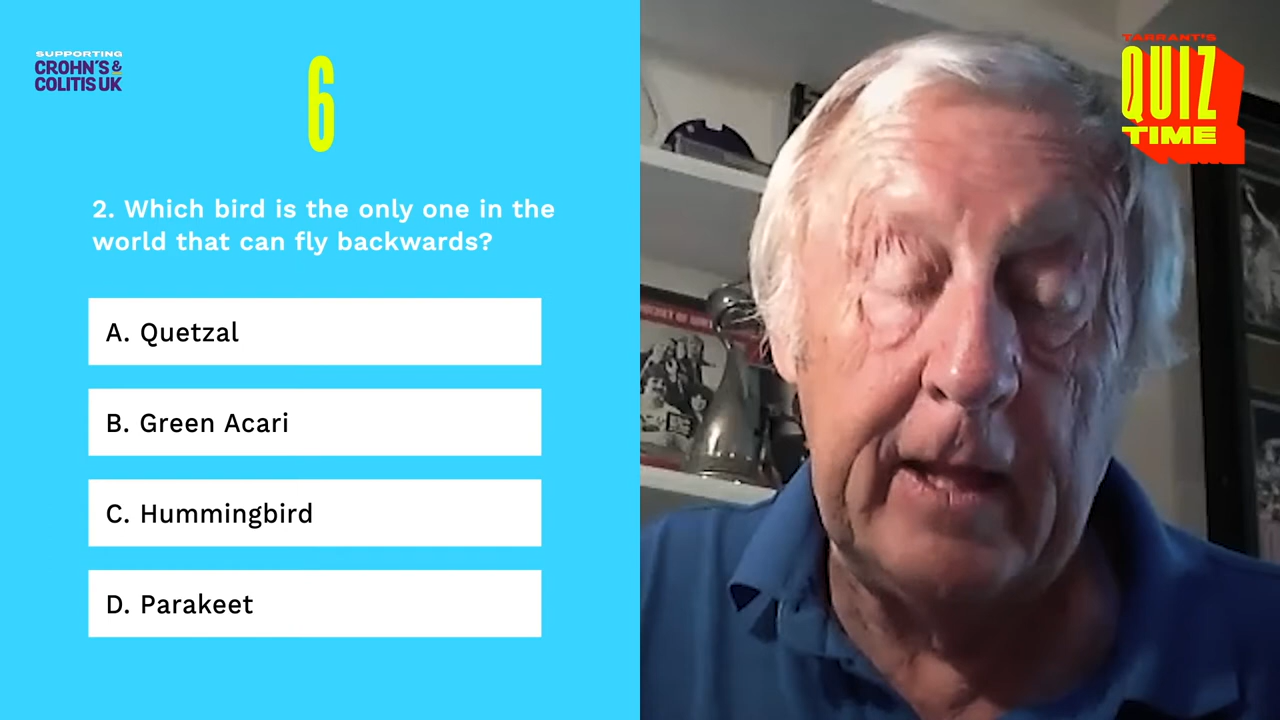 SUPPORTING
CROHN'S &
COLITIS UK
6
2. Which bird is the only one in the
world that can fly backwards?
A. Quetzal
B. Green Acari
C. Hummingbird
D. Parakeet
TARRANT'S
QUIZ
TIME